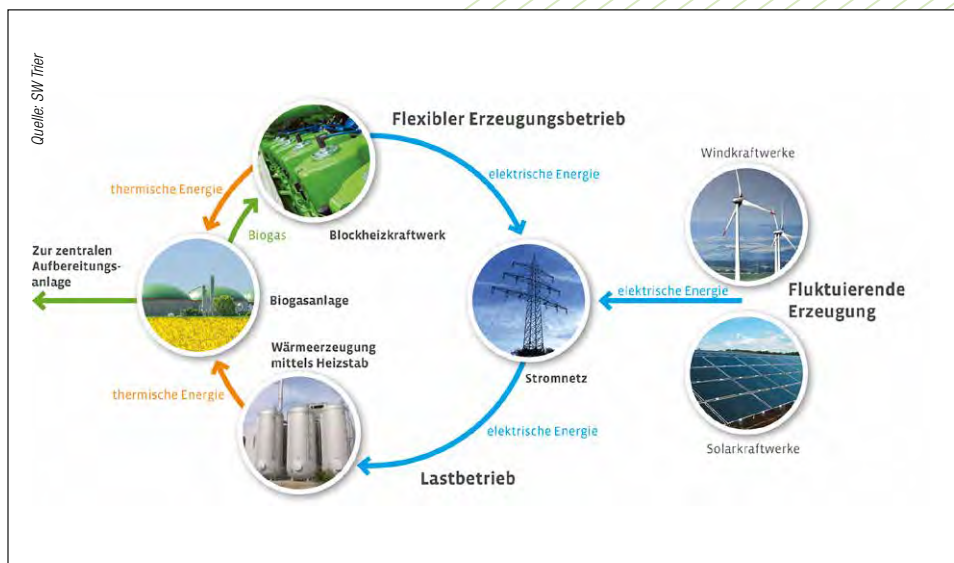 Quelle: SW Trier
Flexibler Erzeugungsbetrieb
Windkraftwerke
elektrische Energie
thermische Energie
Biogas
Blockheizkraftwerk
Zur zentralen
Aufbereitungs-
anlage
Biogasanlage
elektrische Energie
Fluktuierende
Erzeugung
Wärmeerzeugung
mittels Heizstab
Stromnetz
thermische Energie
elektrische Energie
Solarkraftwerke
Lastbetrieb